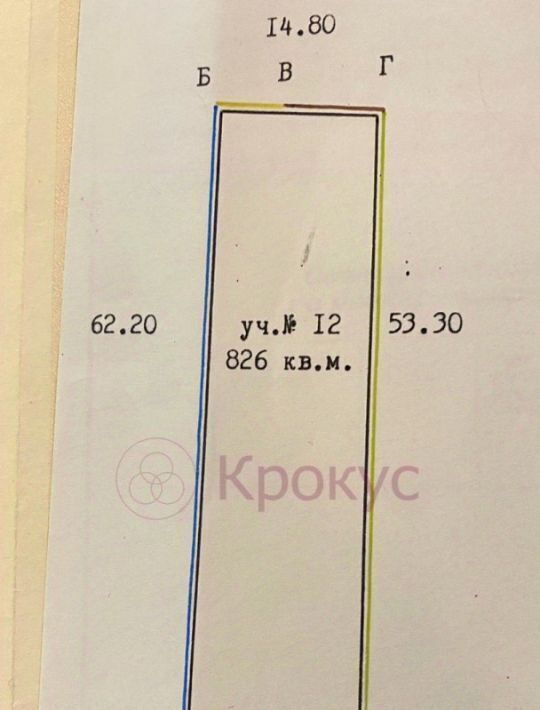 I4.80
Б В Г
62.20 уч.№ I2 53.30
826 кв.м.
Крокус